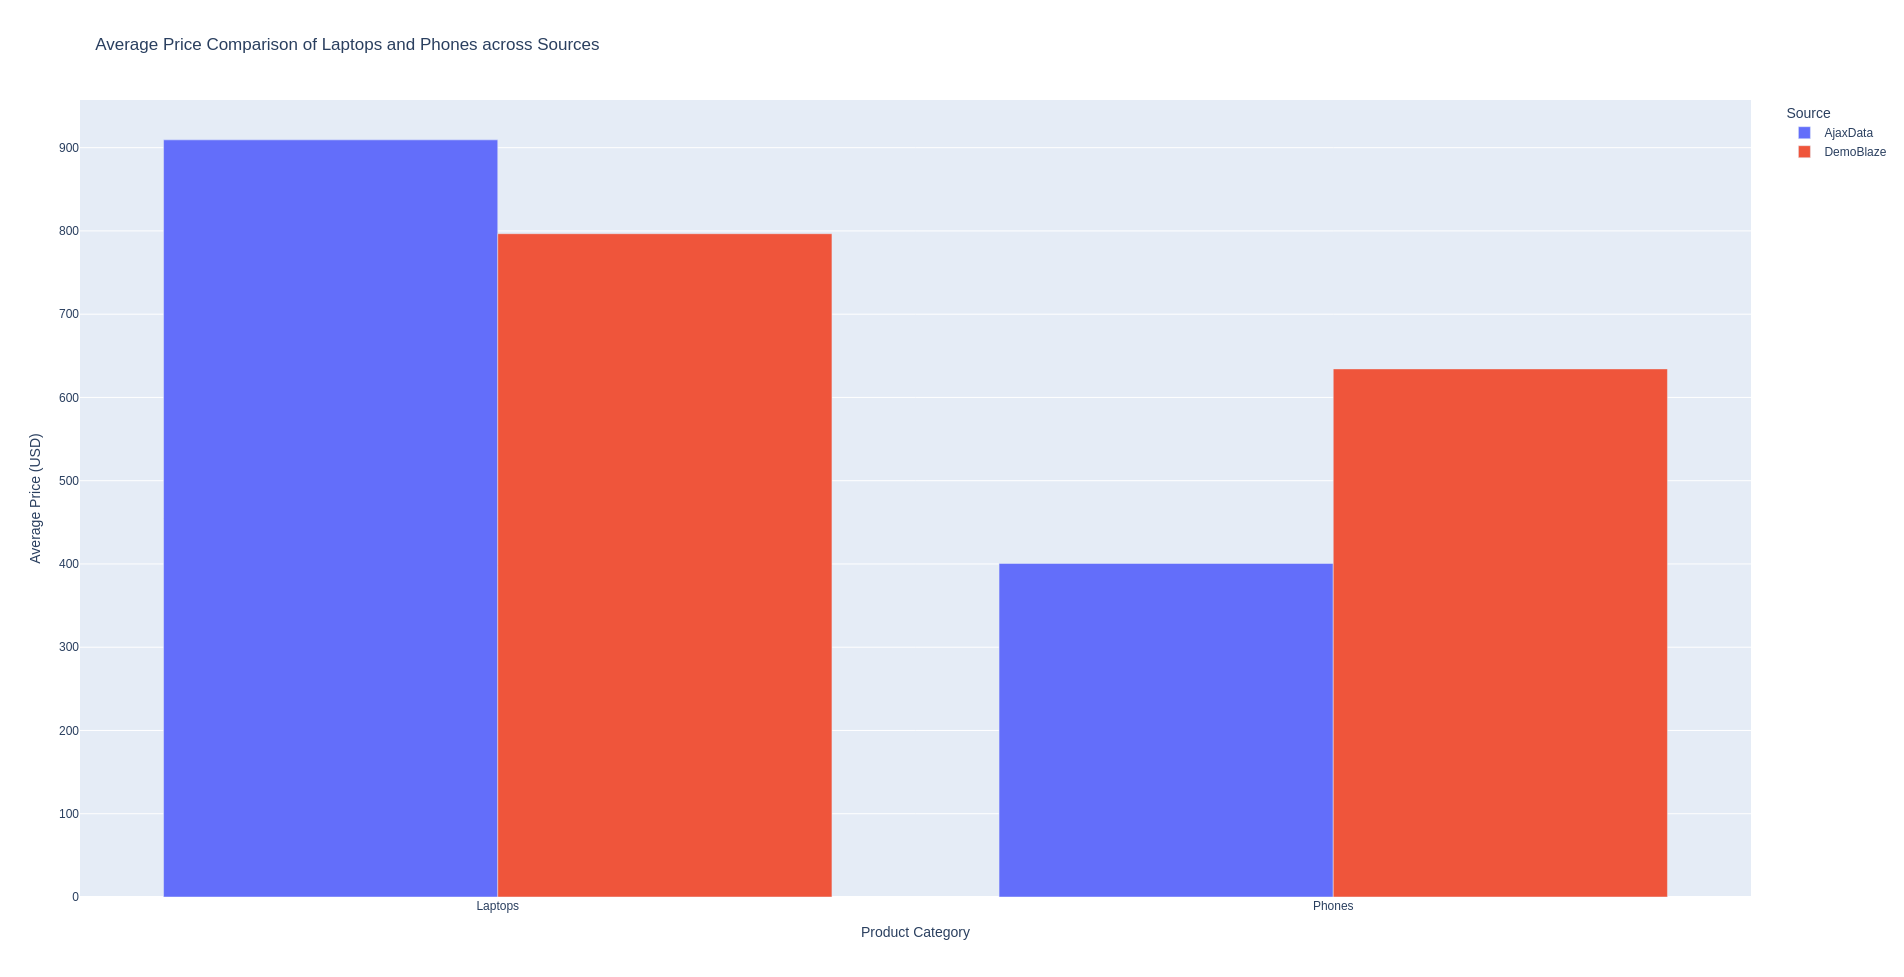 Average Price Comparison of Laptops and Phones across Sources
Source
AjaxData
DemoBlaze
Average Price (USD)
900
800
700
600
500
400
300
200
100
0
Laptops
Phones
Product Category